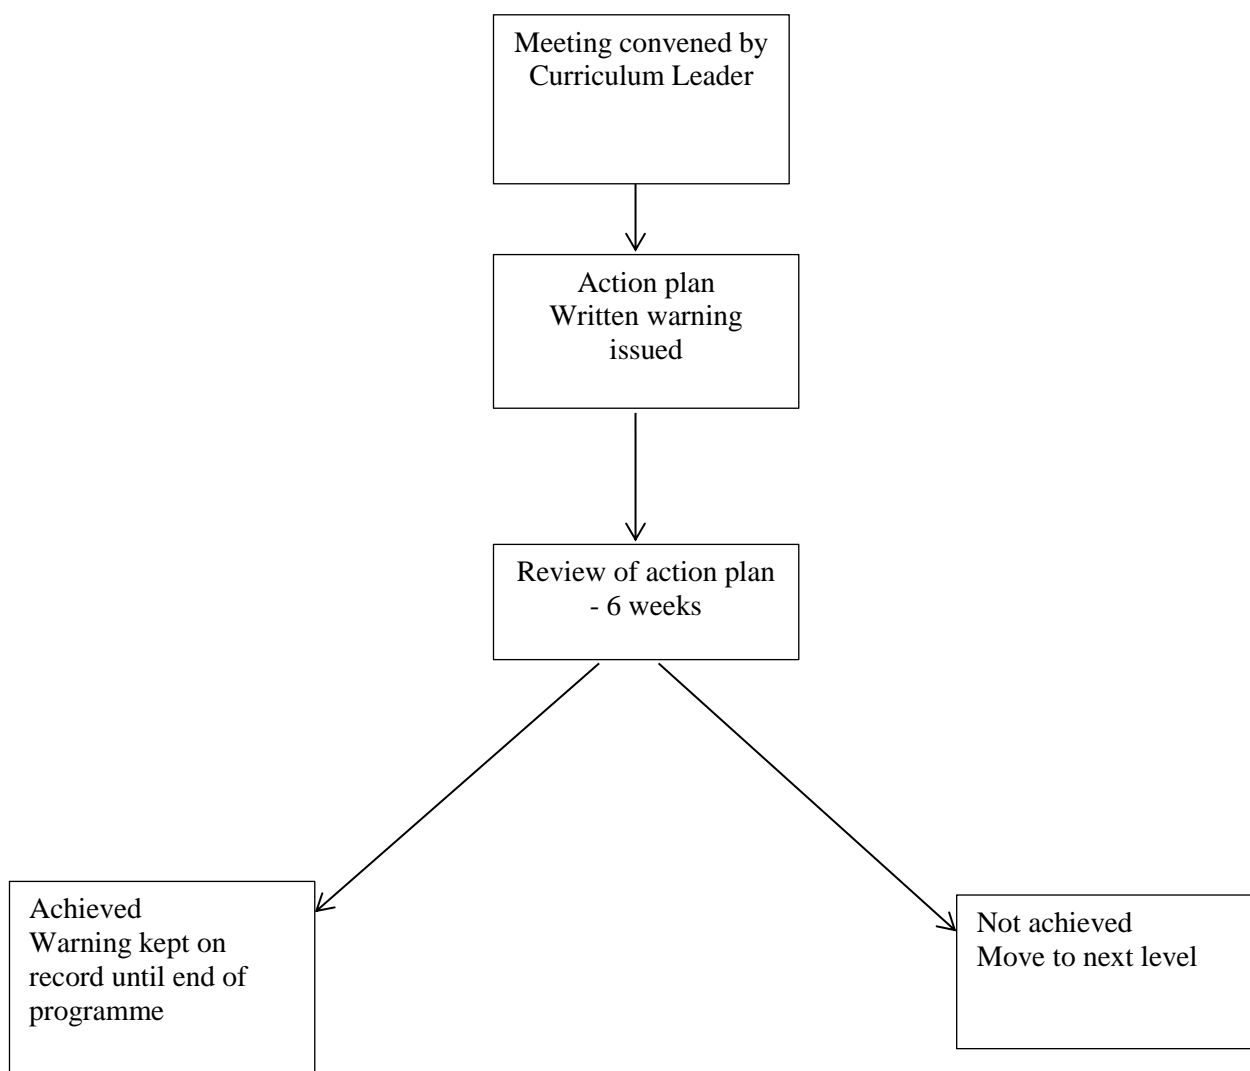 Meeting convened by
Curriculum Leader
Action plan
Written warning
issued
Review of action plan
- 6 weeks
Achieved
Warning kept on
record until end of
programme
Not achieved
Move to next level